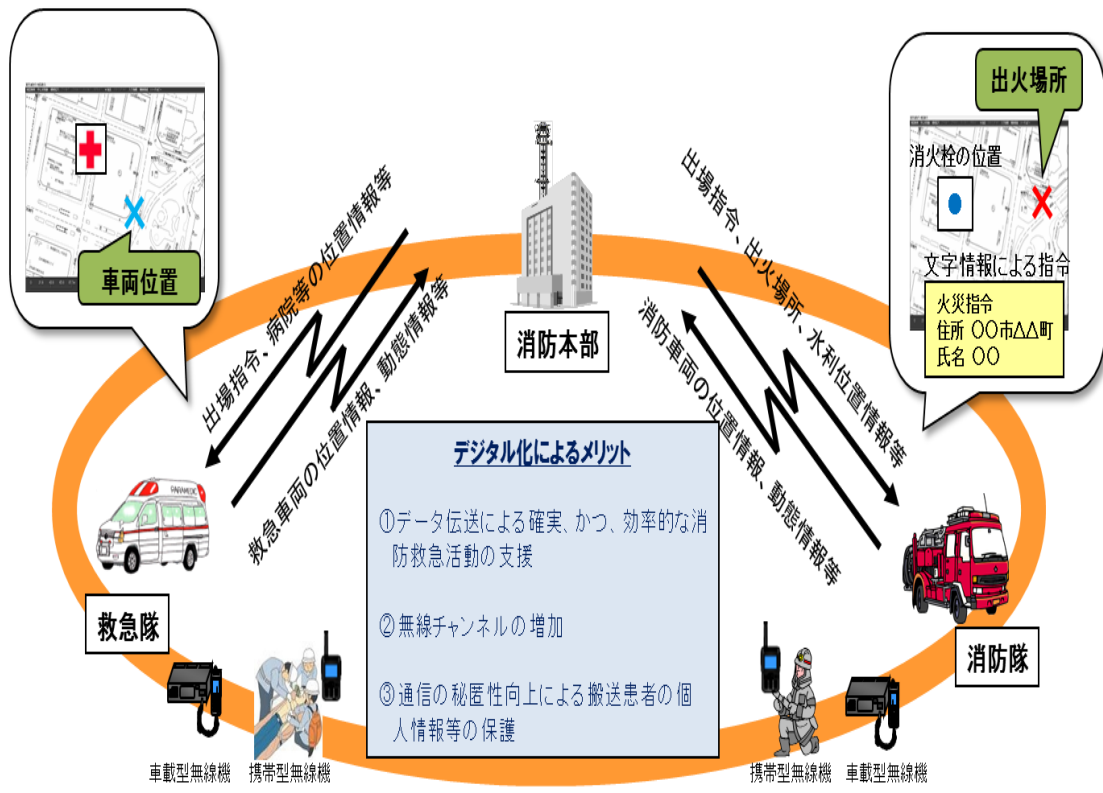 車両位置
出火場所
消火栓の位置
文字情報による指令
火災指令
住所 〇〇市△△町
氏名 〇〇
消防本部
出場指令、病院等の位置情報等
救急車両の位置情報、動態情報等
出場指令、出火場所、水利位置情報等
消防車両の位置情報、動態情報等
デジタル化によるメリット
①データ伝送による確実、かつ、効率的な消
防救急活動の支援
②無線チャンネルの増加
③通信の秘匿性向上による搬送患者の個
人情報等の保護
PARAMEDIC
救急隊
消防隊
車載型無線機
携帯型無線機
携帯型無線機
車載型無線機